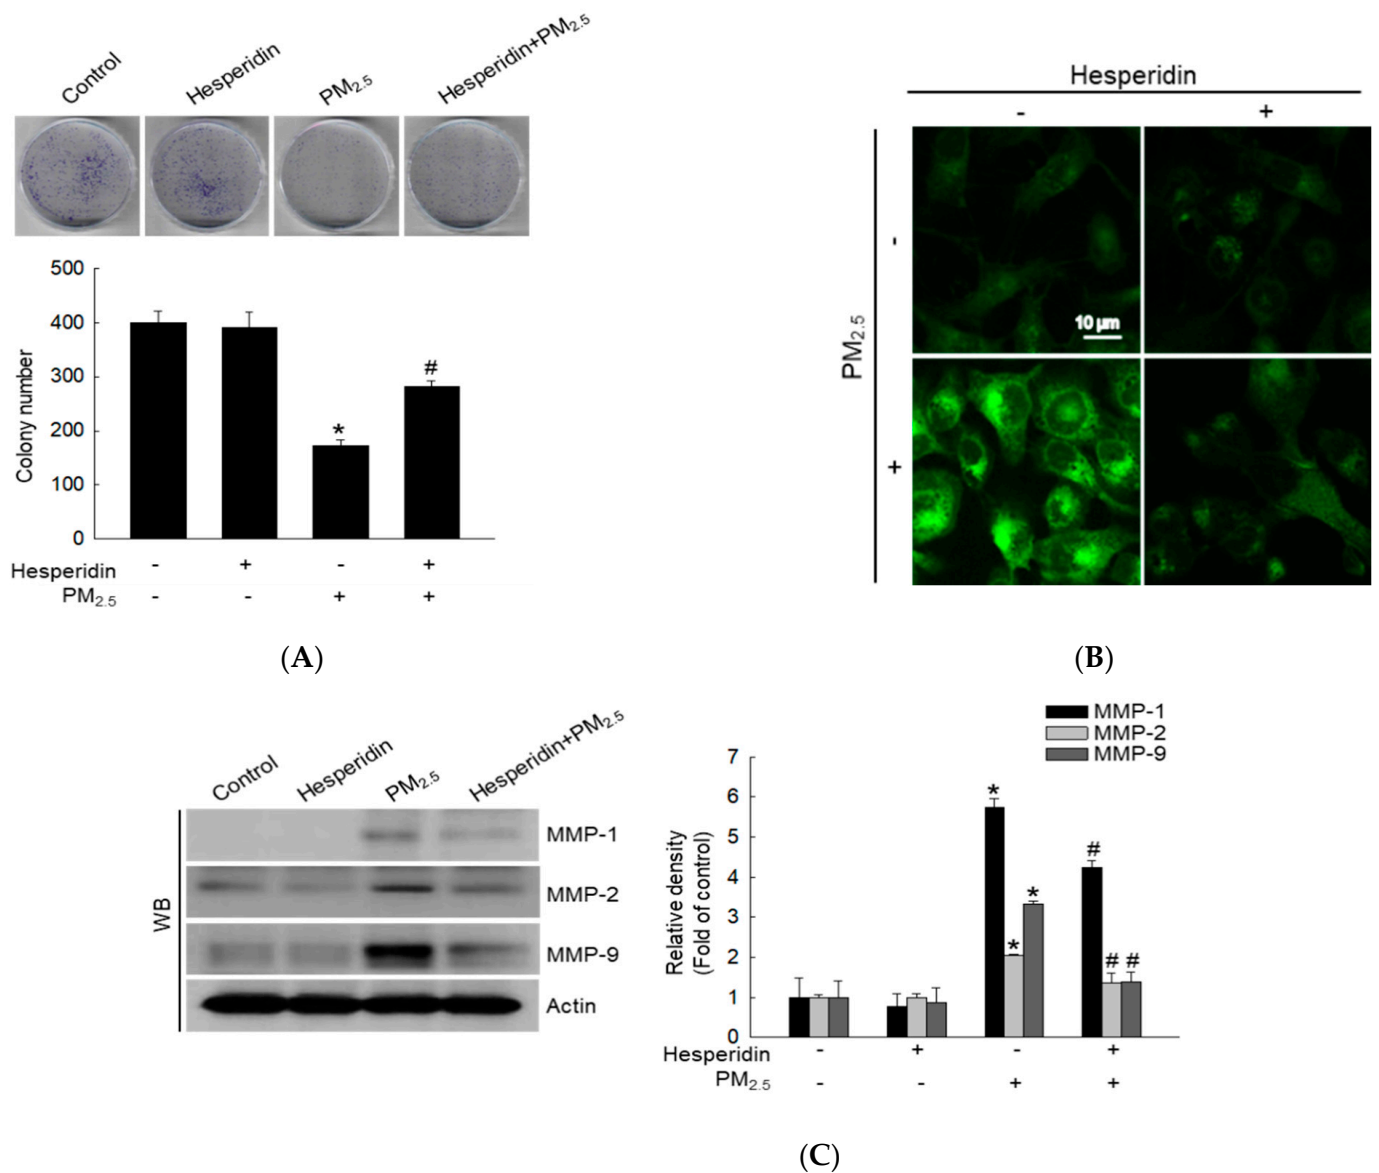 Control Hesperidin PM2.5 Hesperidin+PM2.5
500
400
300
200
100
0
Colony number
*
#
Hesperidin - + - +
PM2.5 - - + +
(A)
Hesperidin
- +
PM2.5
-
+
10 µm
(B)
Control Hesperidin PM2.5 Hesperidin+PM2.5
WB
MMP-1
MMP-2
MMP-9
Actin
MMP-1
MMP-2
MMP-9
7
6
5
4
3
2
1
0
Relative density
(Fold of control)
* * *
# # #
Hesperidin - + - +
PM2.5 - - + +
(C)